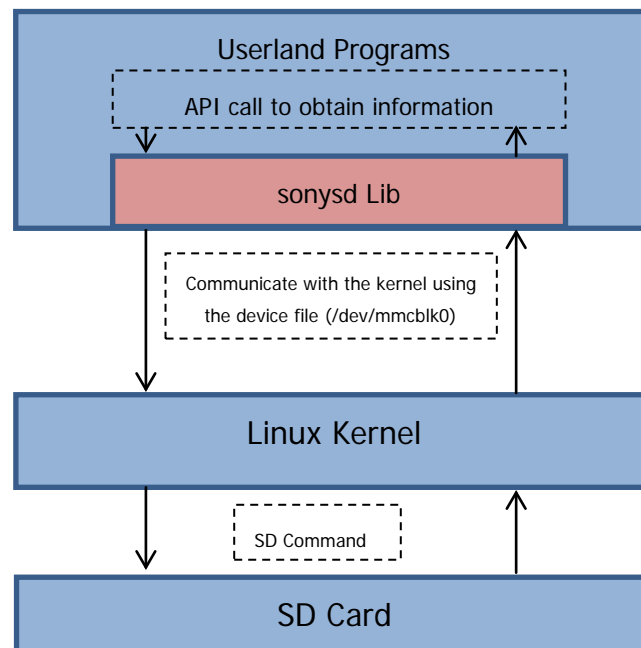 Userland Programs
API call to obtain information
sonysd Lib
Communicate with the kernel using
the device file (/dev/mmcblk0)
Linux Kernel
SD Command
SD Card